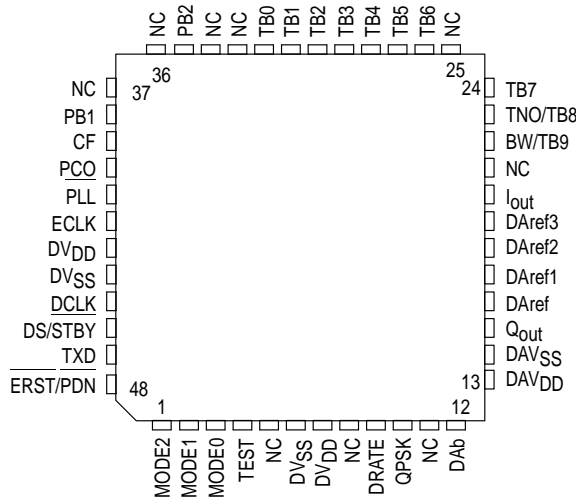 NC
PB2
NC
NC
TB0
TB1
TB2
TB3
TB4
TB5
TB6
NC
36
25
37
24
NC
PB1
CF
PCO
PLL
ECLK
DVDD
DVSS
DCLK
DS/STBY
TXD
ERST/PDN
TB7
TNO/TB8
BW/TB9
NC
Iout
DAref3
DAref2
DAref1
DAref
Qout
DAVSS
DAVDD
48
13
1
12
MODE2
MODE1
MODE0
TEST
NC
DVSS
DVDD
NC
DRATE
QPSK
NC
DAb